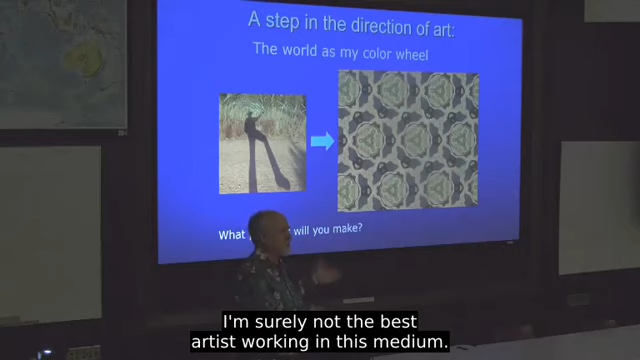 A step in the direction of art:
The world as my color wheel
What will you make?
I'm surely not the best
artist working in this medium.